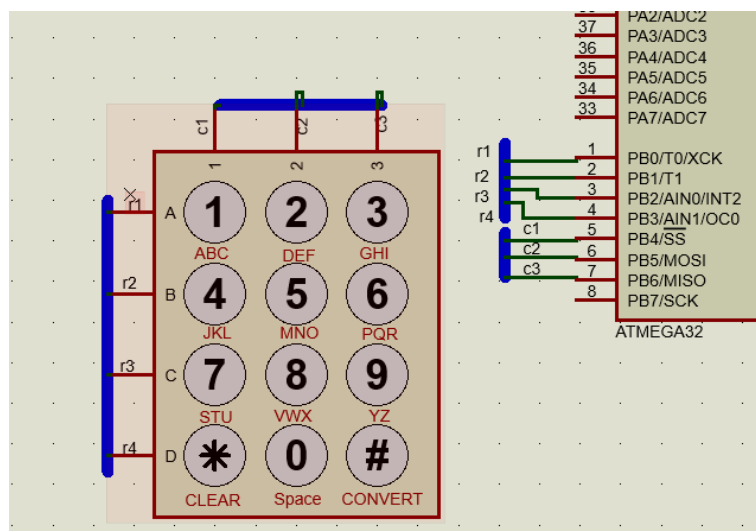 PA2/ADC2
37 PA3/ADC3
36 PA4/ADC4
35 PA5/ADC5
34 PA6/ADC6
33 PA7/ADC7
r1 1 PB0/T0/XCK
r2 2 PB1/T1
r3 3 PB2/AIN0/INT2
r4 4 PB3/AIN1/OC0
c1 5 PB4/SS
c2 6 PB5/MOSI
c3 7 PB6/MISO
8 PB7/SCK
ATMEGA32
c1 c2 c3
1 2 3
r1 A 1 2 3
ABC DEF GHI
r2 B 4 5 6
JKL MNO PQR
r3 C 7 8 9
STU VWX YZ
r4 D * 0 #
CLEAR Space CONVERT